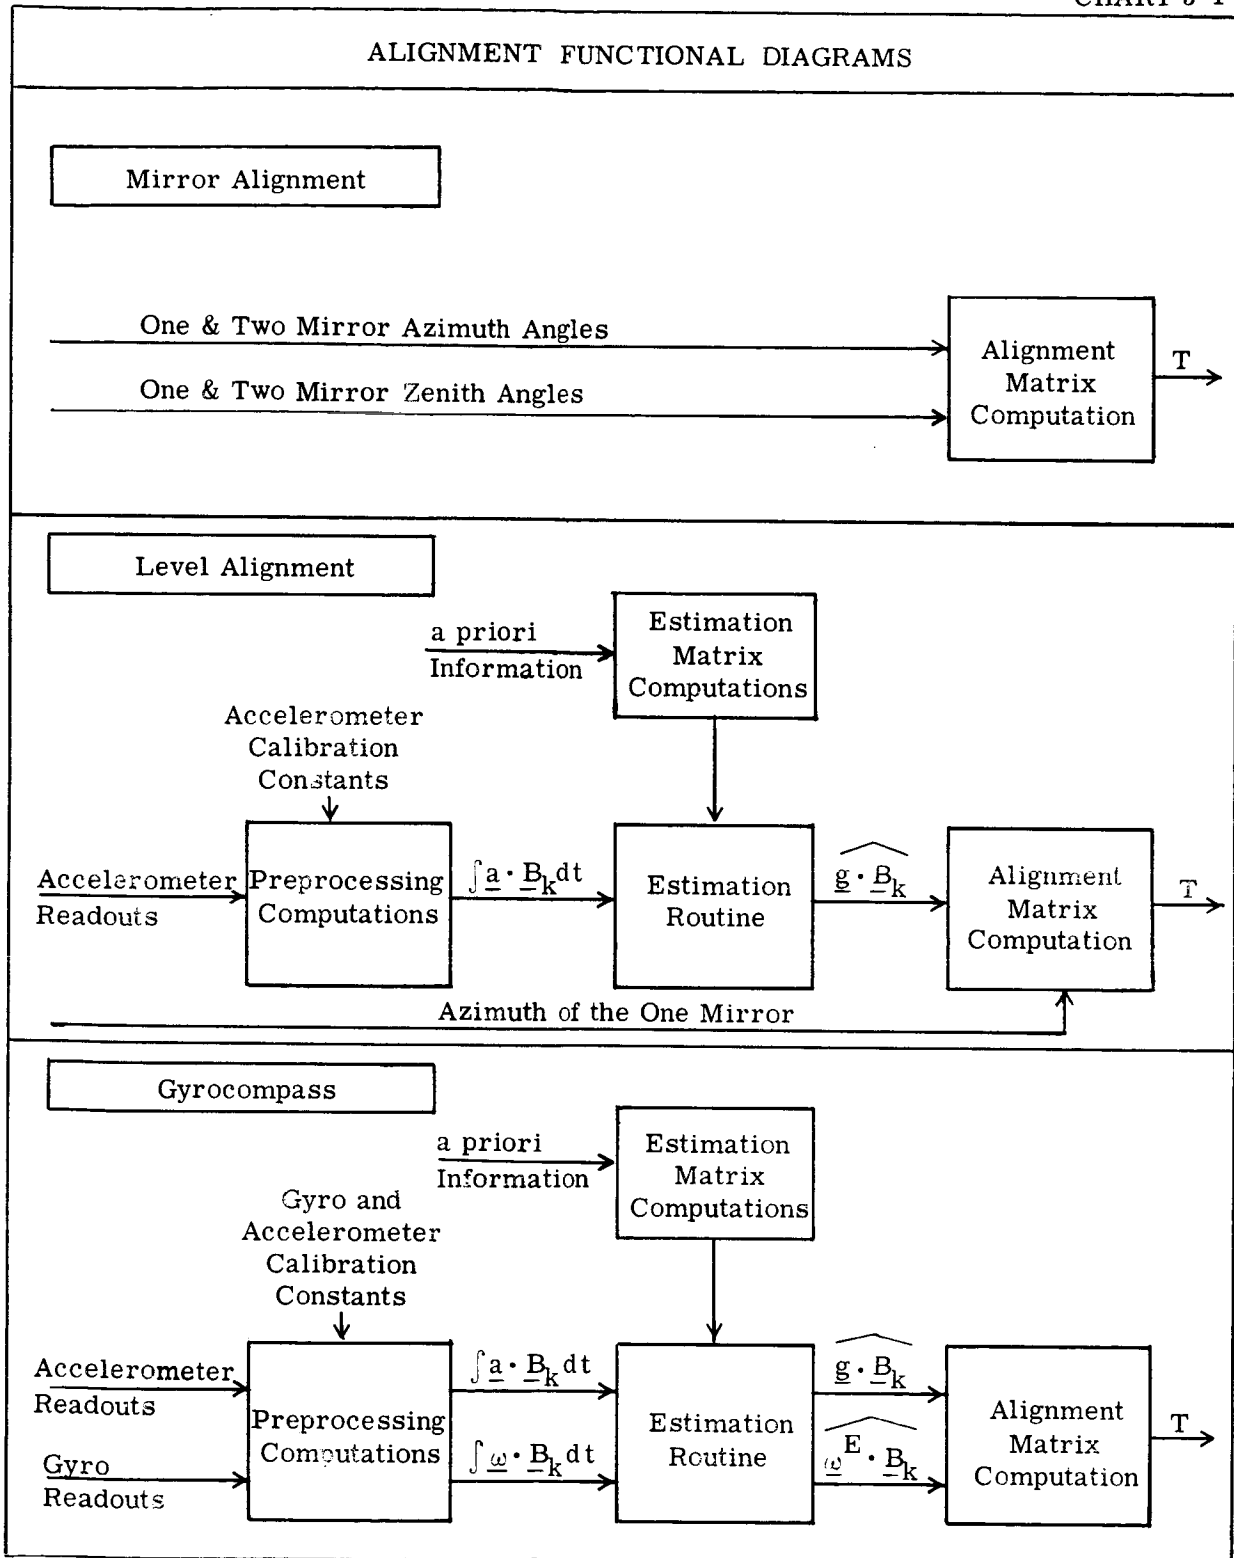 ALIGNMENT FUNCTIONAL DIAGRAMS
Mirror Alignment
One & Two Mirror Azimuth Angles
One & Two Mirror Zenith Angles
Alignment
Matrix
Computation
T
Level Alignment
a priori
Information
Estimation
Matrix
Computations
Accelerometer
Calibration
Constants
Accelerometer
Readouts
Preprocessing
Computations
∫a · B_k dt
Estimation
Routine
g · B_k
Alignment
Matrix
Computation
T
Azimuth of the One Mirror
Gyrocompass
a priori
Information
Estimation
Matrix
Computations
Gyro and
Accelerometer
Calibration
Constants
Accelerometer
Readouts
Gyro
Readouts
Preprocessing
Computations
∫a · B_k dt
∫ω · B_k dt
Estimation
Routine
g · B_k
ω^E · B_k
Alignment
Matrix
Computation
T